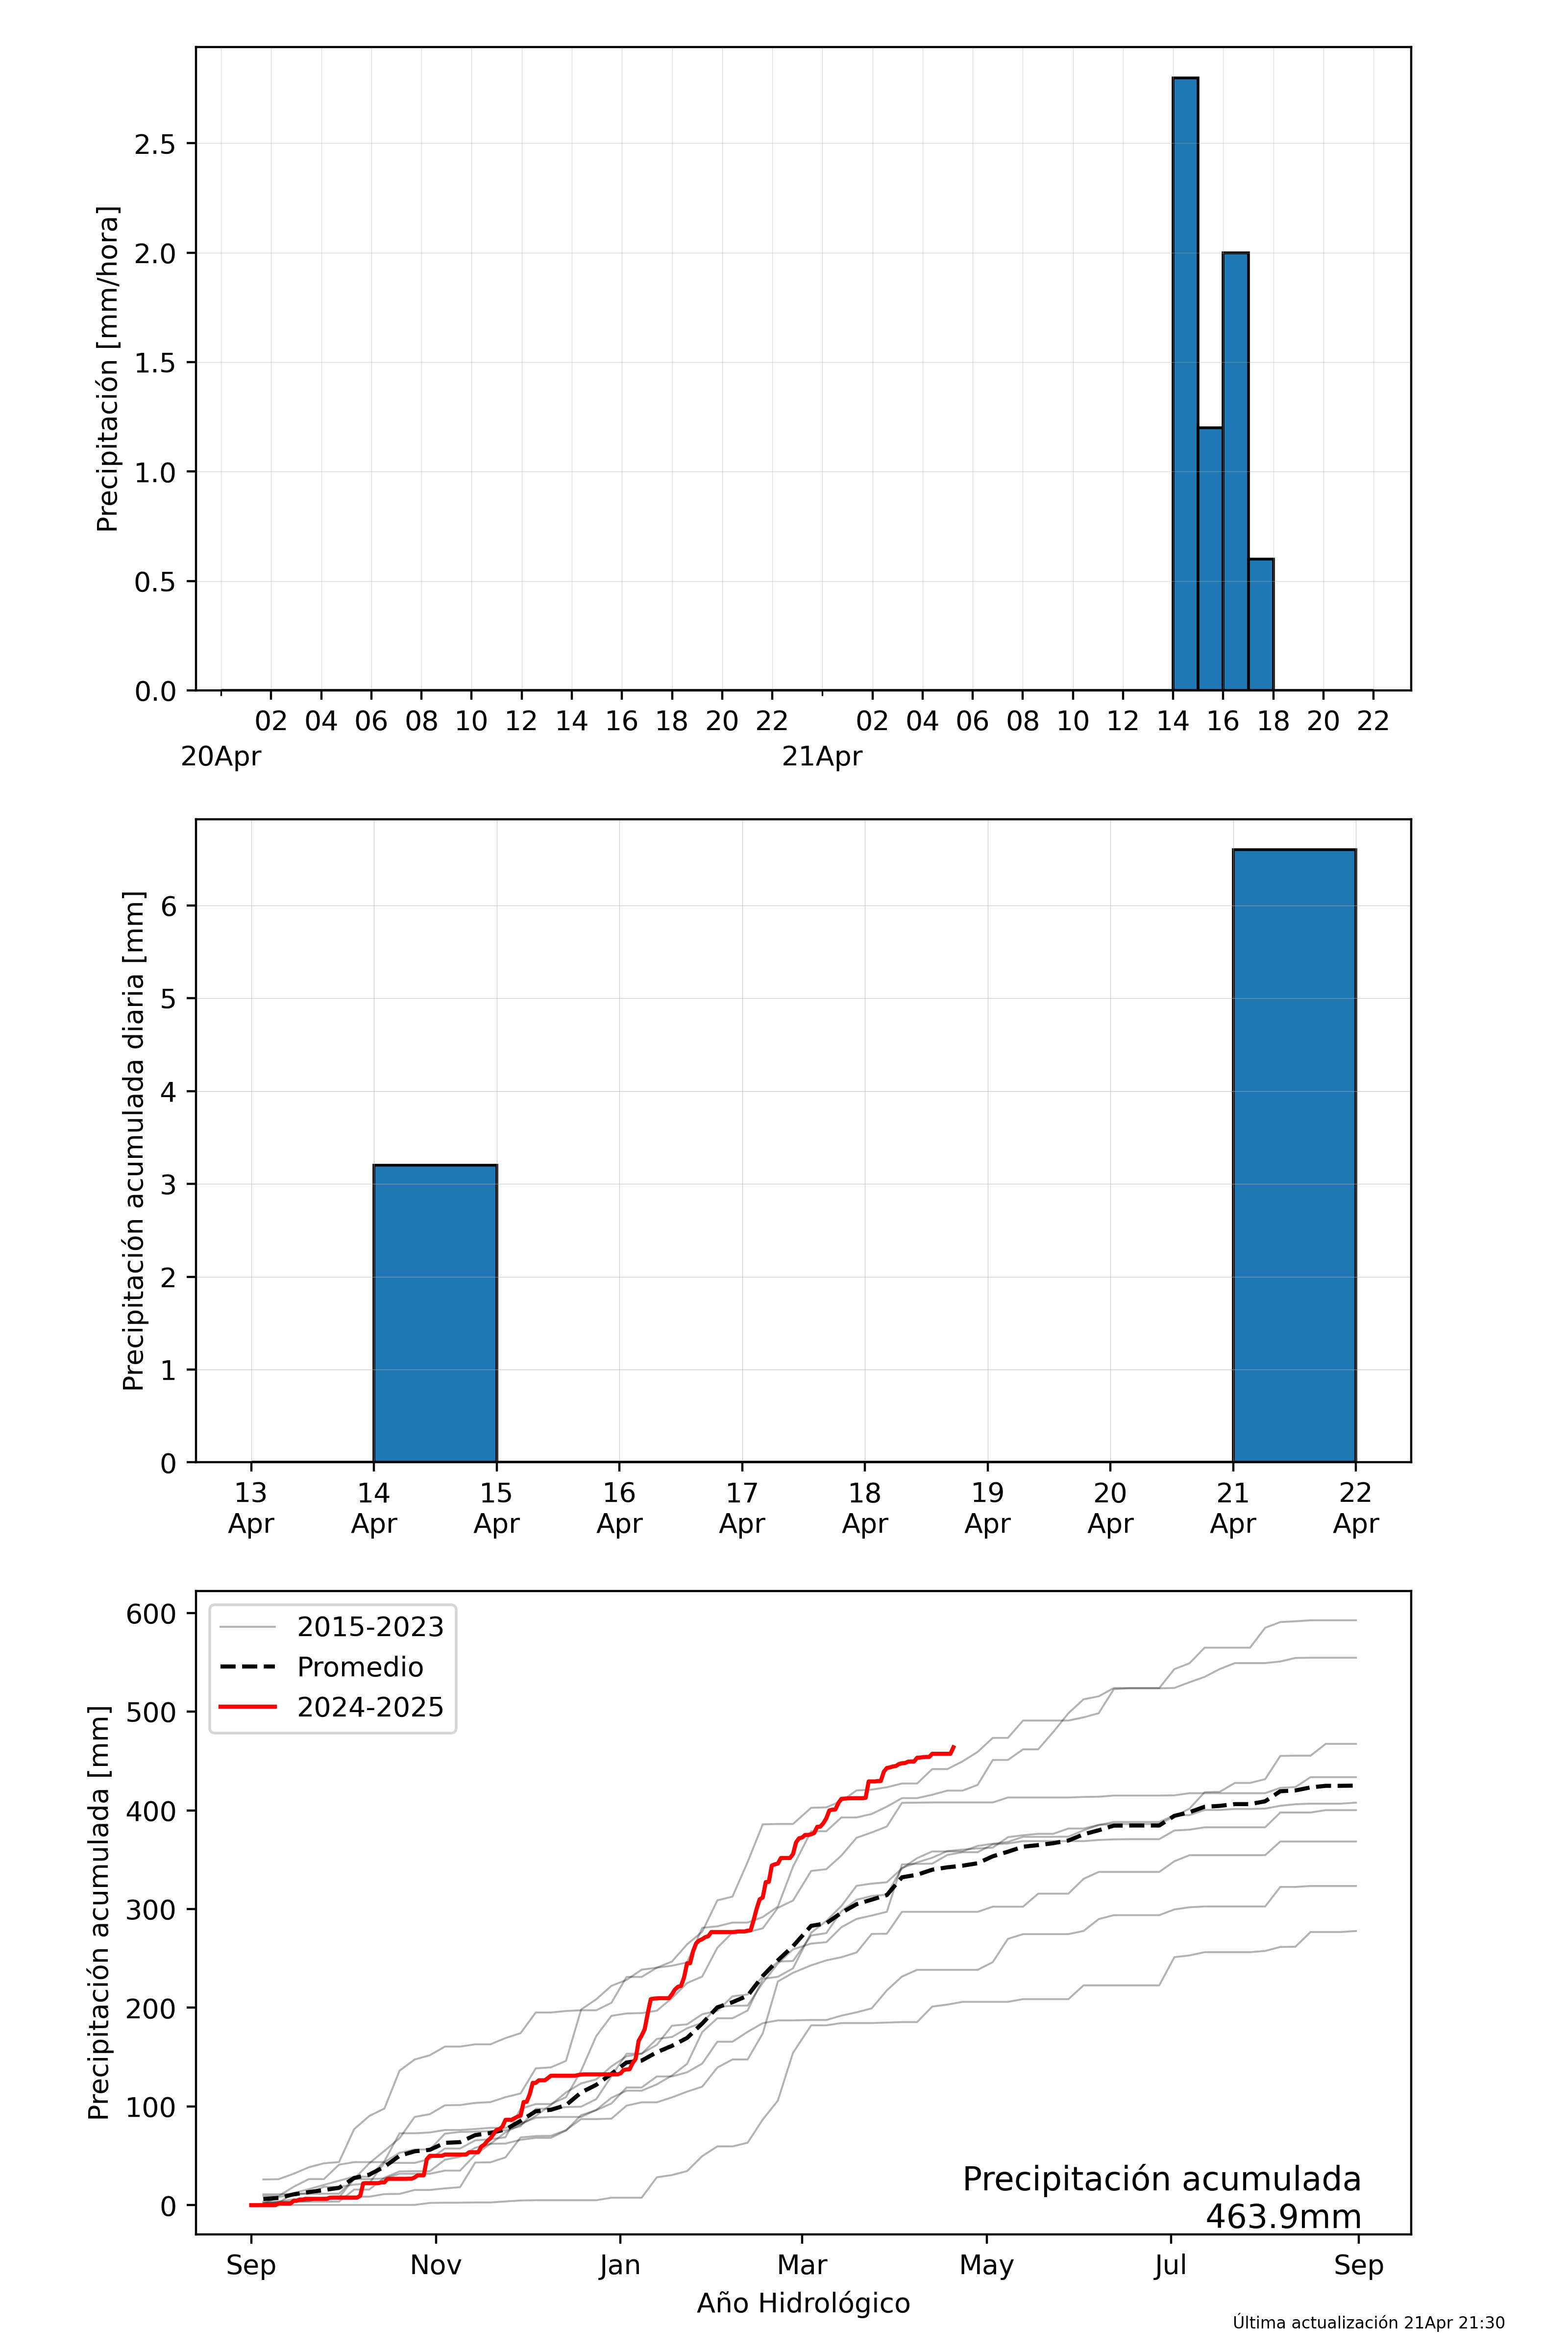 Precipitación [mm/hora]
2.5
2.0
1.5
1.0
0.5
0.0
02 04 06 08 10 12 14 16 18 20 22 02 04 06 08 10 12 14 16 18 20 22
20Apr 21Apr
Precipitación acumulada diaria [mm]
6
5
4
3
2
1
0
13 14 15 16 17 18 19 20 21 22
Apr Apr Apr Apr Apr Apr Apr Apr Apr Apr
Precipitación acumulada [mm]
600
500
400
300
200
100
0
2015-2023
Promedio
2024-2025
Precipitación acumulada
463.9mm
Sep Nov Jan Mar May Jul Sep
Año Hidrológico
Última actualización 21Apr 21:30